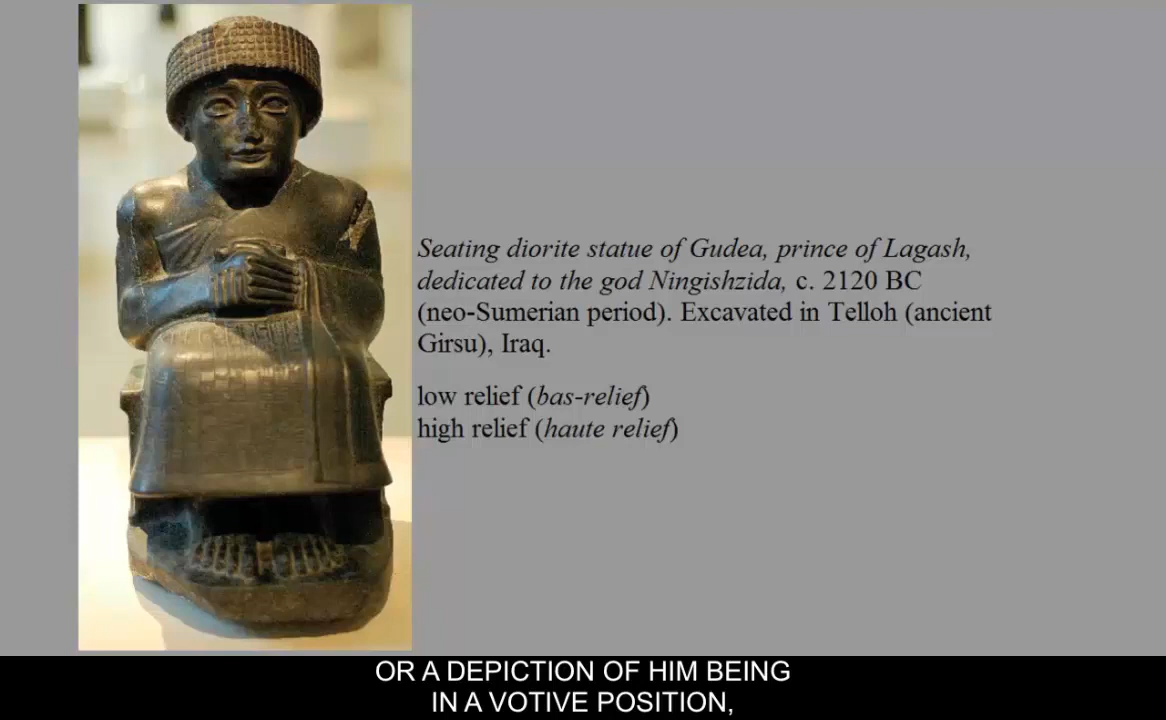 Seating diorite statue of Gudea, prince of Lagash,
dedicated to the god Ningishzida, c. 2120 BC
(neo-Sumerian period). Excavated in Telloh (ancient
Girsu), Iraq.
low relief (bas-relief)
high relief (haute relief)
OR A DEPICTION OF HIM BEING
IN A VOTIVE POSITION,